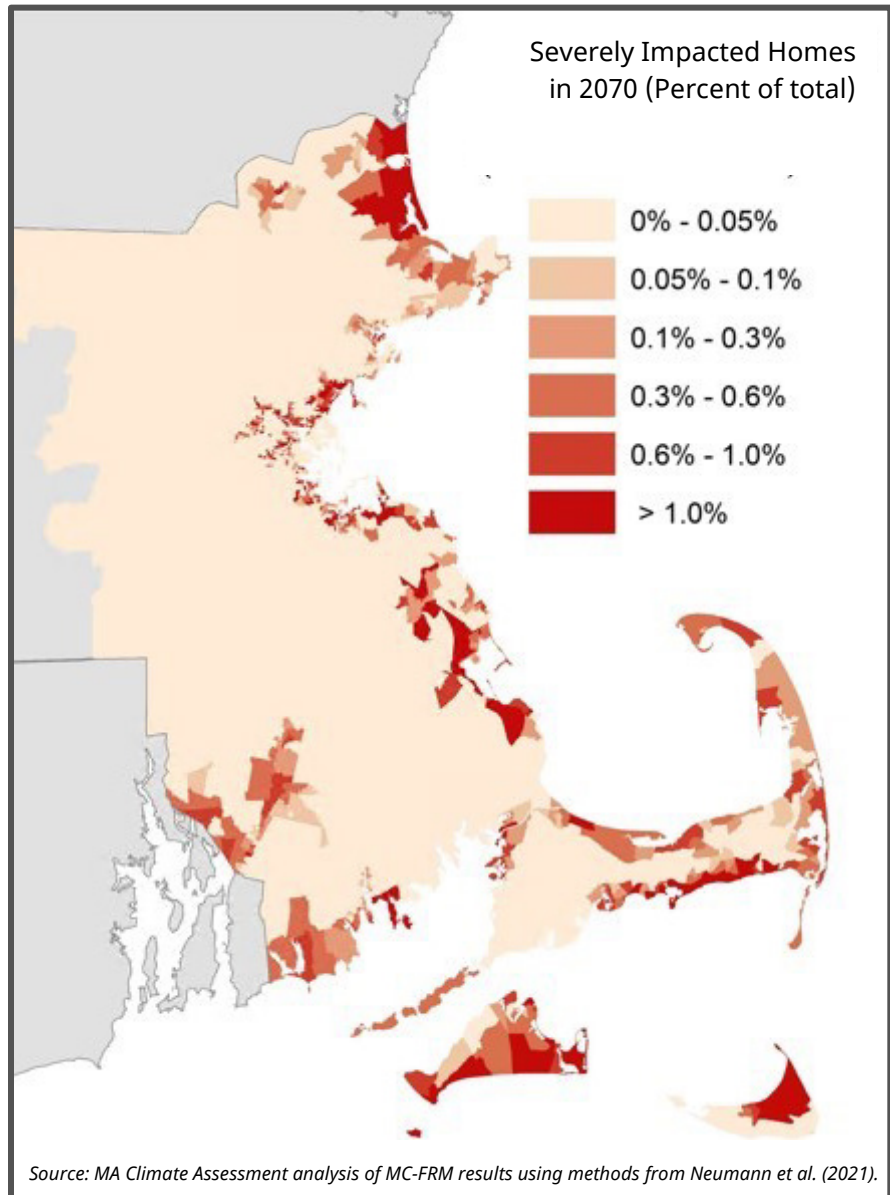 Severely Impacted Homes
in 2070 (Percent of total)
0% - 0.05%
0.05% - 0.1%
0.1% - 0.3%
0.3% - 0.6%
0.6% - 1.0%
> 1.0%
Source: MA Climate Assessment analysis of MC-FRM results using methods from Neumann et al. (2021).